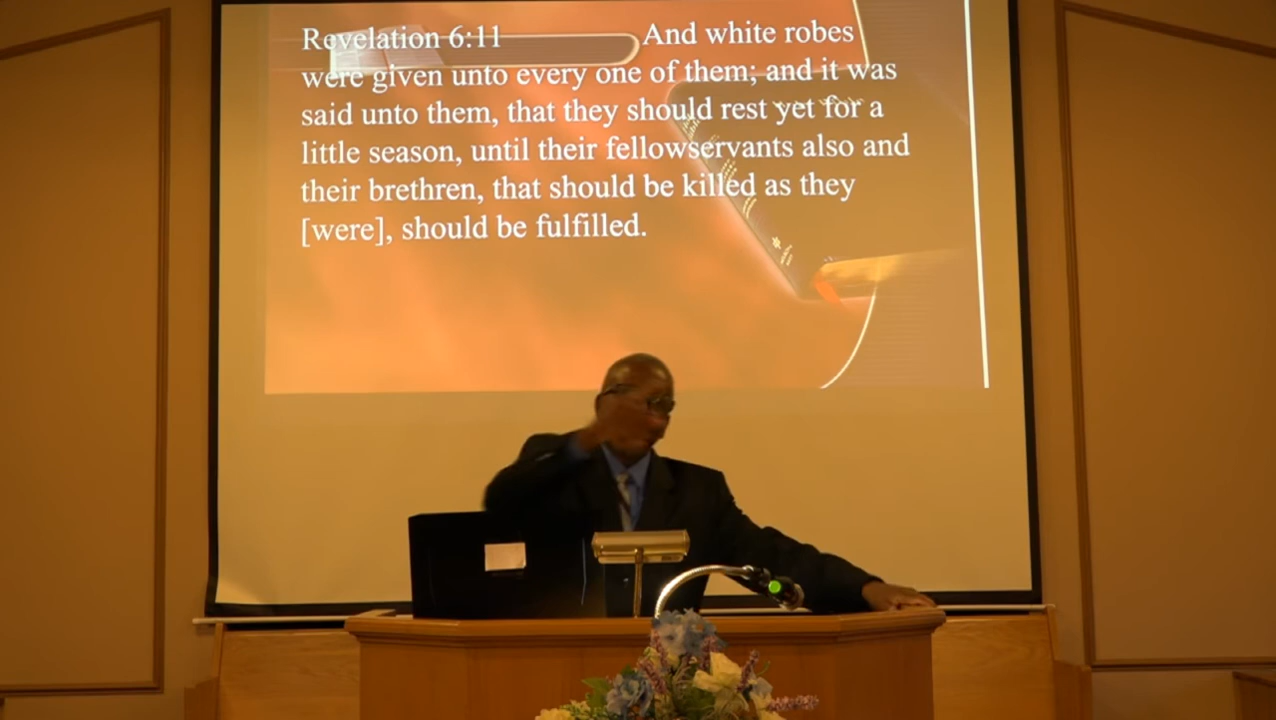 Revelation 6:11 And white robes
were given unto every one of them; and it was
said unto them, that they should rest yet for a
little season, until their fellowservants also and
their brethren, that should be killed as they
[were], should be fulfilled.